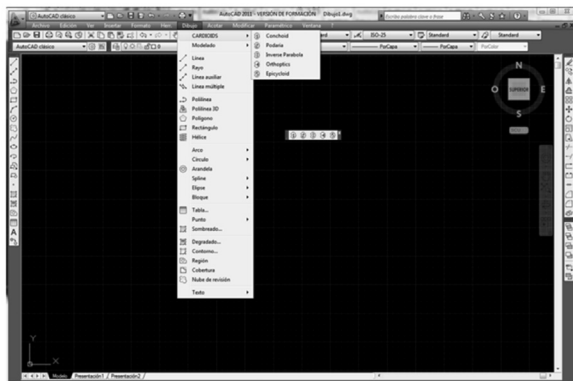 AutoCAD clásico
AutoCAD 2011 - VERSIÓN DE FORMACIÓN Dibujo1.dwg
Escriba palabra clave o frase
Edición Ver Insertar Formato Herr. Dibujo Acotar Modificar Paramétrico Ventana ?
ISO-25 Standard Standard
AutoCAD clásico 0 PorCapa PorCapa PorColor
CARDIOIDS
Modelado
Línea
Rayo
Línea auxiliar
Línea múltiple
Polilínea
Polilínea 3D
Polígono
Rectángulo
Hélice
Arco
Círculo
Arandela
Spline
Elipse
Bloque
Tabla...
Punto
Sombreado...
Degradado...
Contorno...
Región
Cobertura
Nube de revisión
Texto
Conchoid
Podaria
Inverse Parabola
Orthoptics
Epicycloid
N
O SUPERIOR E
S
Y
X
Modelo Presentación1 Presentación2